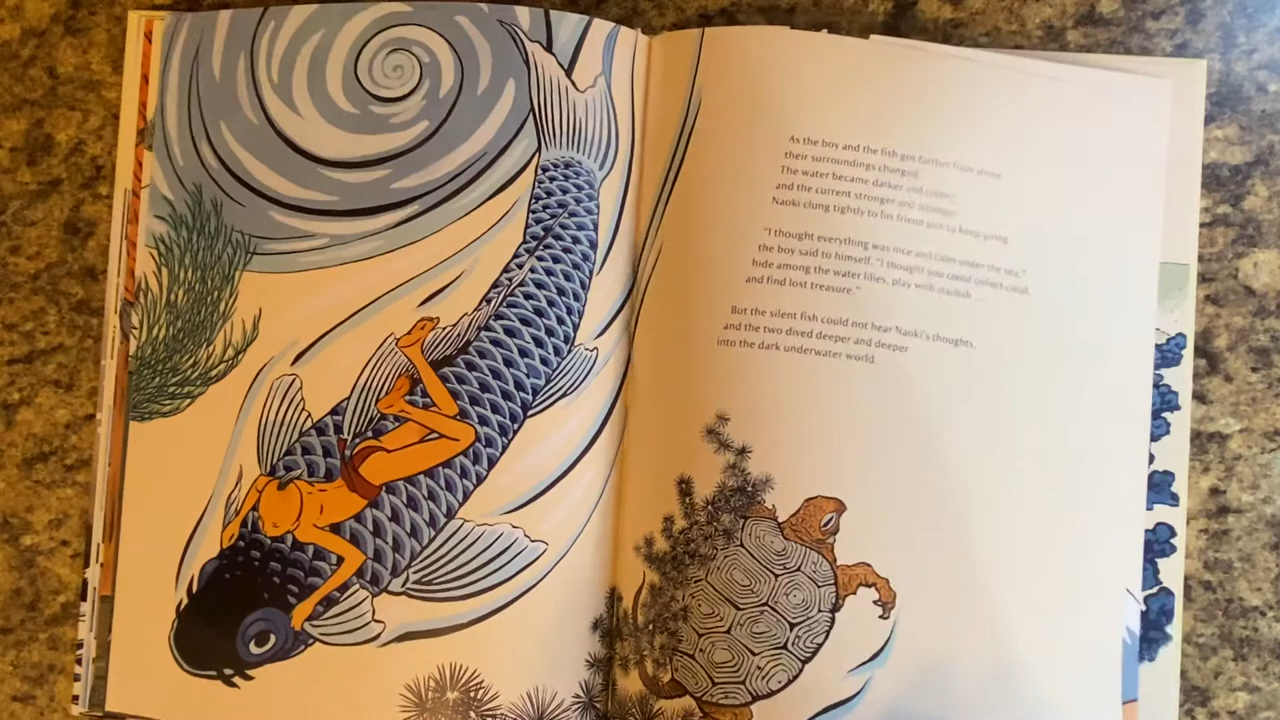 As the boy and the fish got farther from shore,
their surroundings changed.
The water became darker and
and the current stronger and stronger
Naoki clung tightly to his friend just to keep going.
"I thought everything was nice and calm under the sea,"
the boy said to himself. "I thought you could collect coral,
hide among the water lilies, play with starfish ...
and find lost treasure."
But the silent fish could not hear Naoki's thoughts,
and the two dived deeper and deeper
into the dark underwater world.